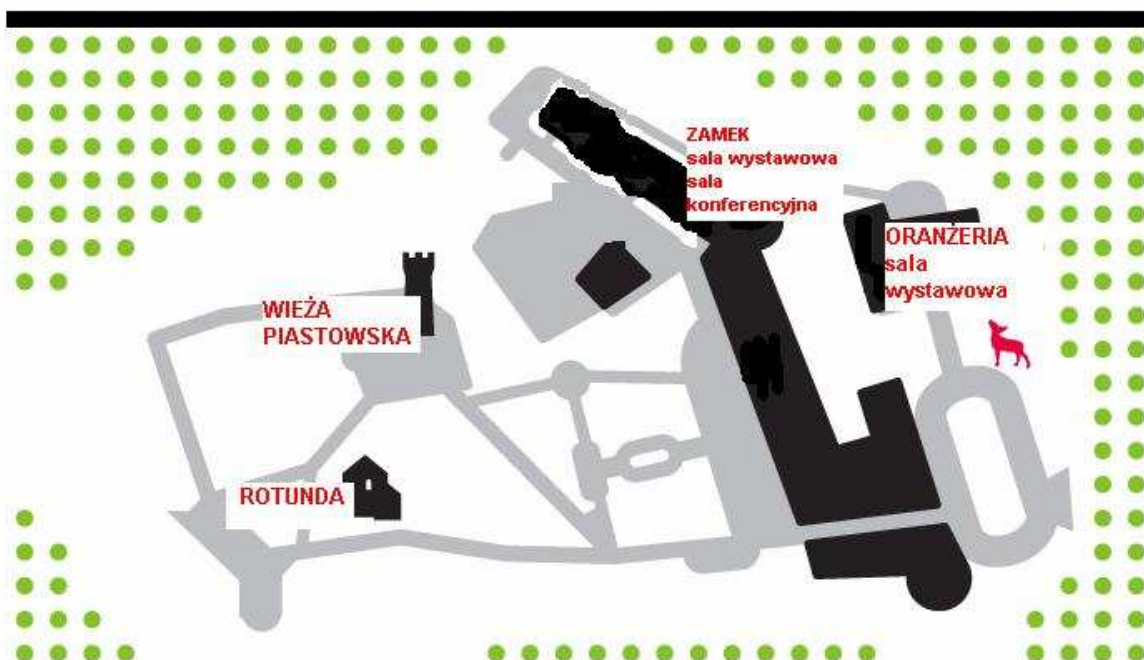 ZAMEK
sala wystawowa
sala
konferencyjna
ORANŻERIA
sala
wystawowa
WIEŻA
PIASTOWSKA
ROTUNDA